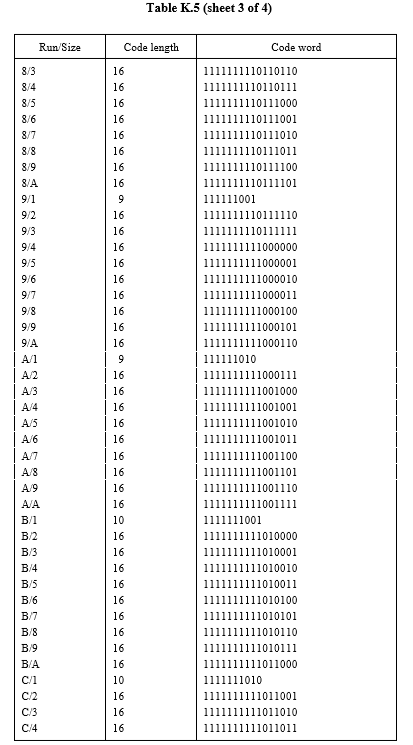 Table K.5 (sheet 3 of 4)
Run/Size Code length Code word
8/3 16 1111111110110110
8/4 16 1111111110110111
8/5 16 1111111110111000
8/6 16 1111111110111001
8/7 16 1111111110111010
8/8 16 1111111110111011
8/9 16 1111111110111100
8/A 16 1111111110111101
9/1 9 111111001
9/2 16 1111111110111110
9/3 16 1111111110111111
9/4 16 1111111111000000
9/5 16 1111111111000001
9/6 16 1111111111000010
9/7 16 1111111111000011
9/8 16 1111111111000100
9/9 16 1111111111000101
9/A 16 1111111111000110
A/1 9 111111010
A/2 16 1111111111000111
A/3 16 1111111111001000
A/4 16 1111111111001001
A/5 16 1111111111001010
A/6 16 1111111111001011
A/7 16 1111111111001100
A/8 16 1111111111001101
A/9 16 1111111111001110
A/A 16 1111111111001111
B/1 10 1111111001
B/2 16 1111111111010000
B/3 16 1111111111010001
B/4 16 1111111111010010
B/5 16 1111111111010011
B/6 16 1111111111010100
B/7 16 1111111111010101
B/8 16 1111111111010110
B/9 16 1111111111010111
B/A 16 1111111111011000
C/1 10 1111111010
C/2 16 1111111111011001
C/3 16 1111111111011010
C/4 16 1111111111011011